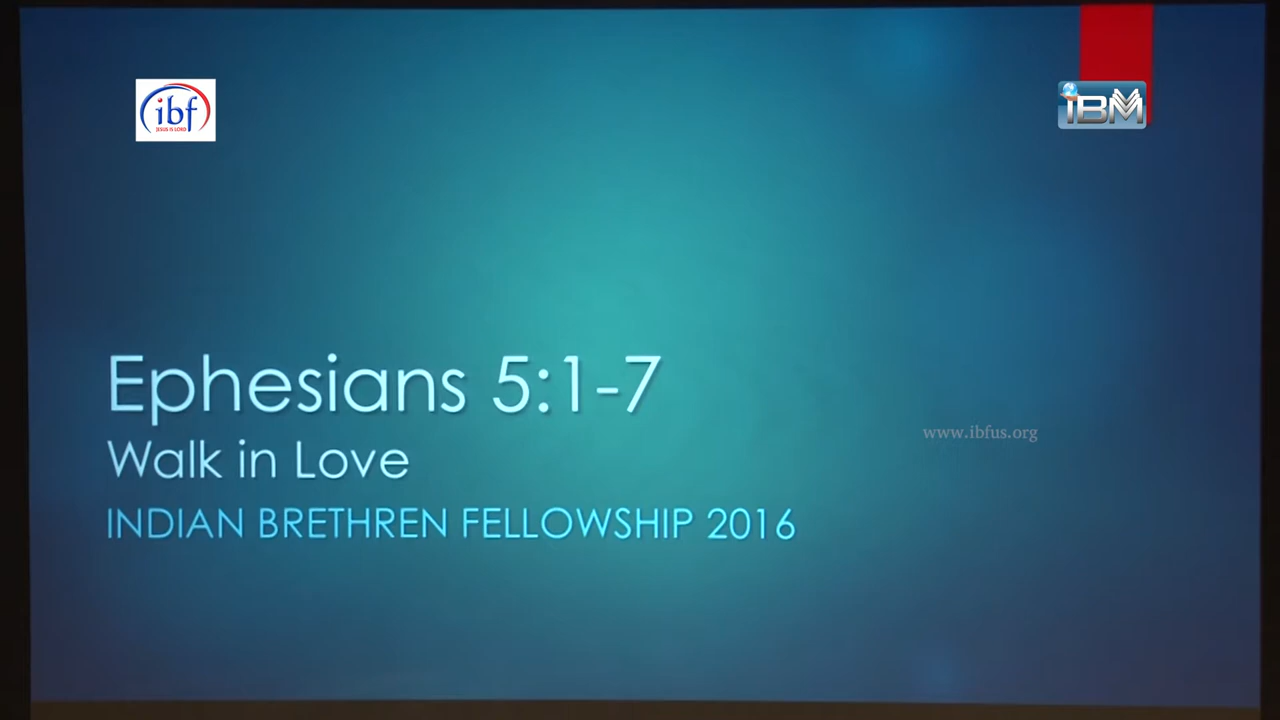 ibf
JESUS IS LORD
iBM
Ephesians 5:1-7
Walk in Love
www.ibfus.org
INDIAN BRETHREN FELLOWSHIP 2016